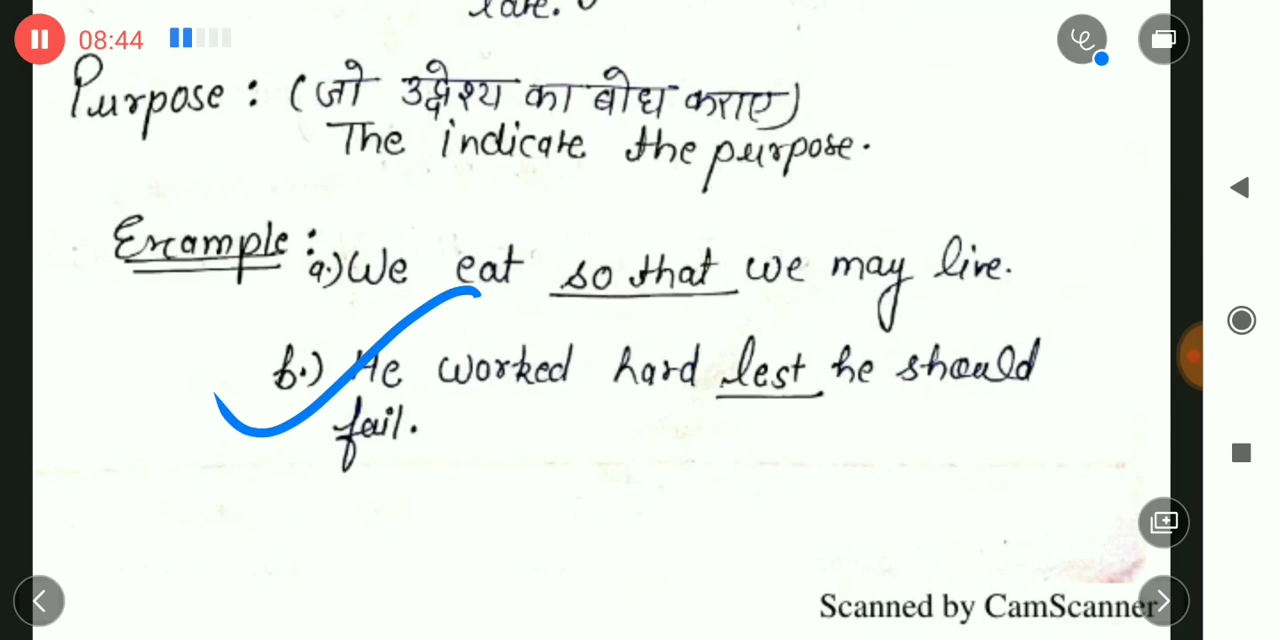 08:44
late.
Purpose : (जो उद्देश्य का बोध कराए)
The indicate the purpose.
Example :
a.) We eat so that we may live.
b.) He worked hard lest he should
fail.
Scanned by CamScanner